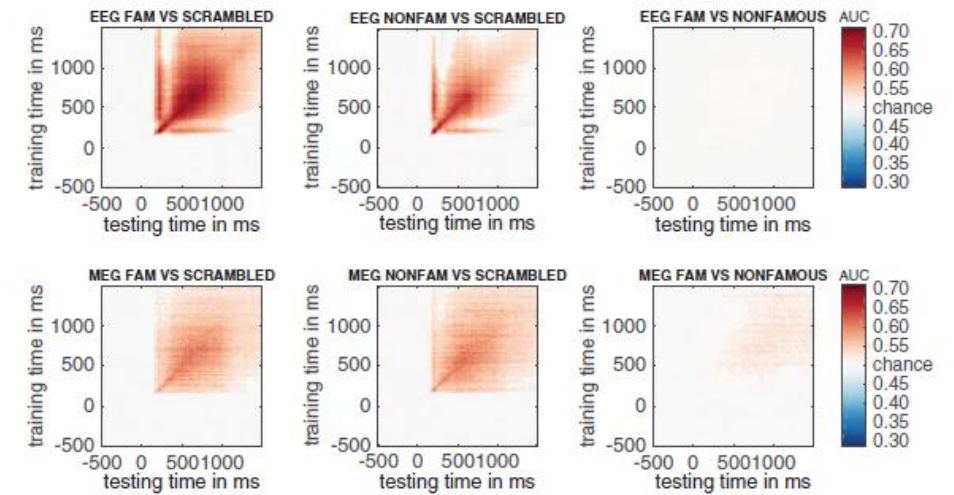 EEG FAM VS SCRAMBLED
EEG NONFAM VS SCRAMBLED
EEG FAM VS NONFAMOUS
AUC
training time in ms
1000
500
0
-500
-500 0 5001000
testing time in ms
training time in ms
1000
500
0
-500
-500 0 5001000
testing time in ms
training time in ms
1000
500
0
-500
-500 0 5001000
testing time in ms
0.70
0.65
0.60
0.55
chance
0.45
0.40
0.35
0.30
MEG FAM VS SCRAMBLED
MEG NONFAM VS SCRAMBLED
MEG FAM VS NONFAMOUS
AUC
training time in ms
1000
500
0
-500
-500 0 5001000
testing time in ms
training time in ms
1000
500
0
-500
-500 0 5001000
testing time in ms
training time in ms
1000
500
0
-500
-500 0 5001000
testing time in ms
0.70
0.65
0.60
0.55
chance
0.45
0.40
0.35
0.30